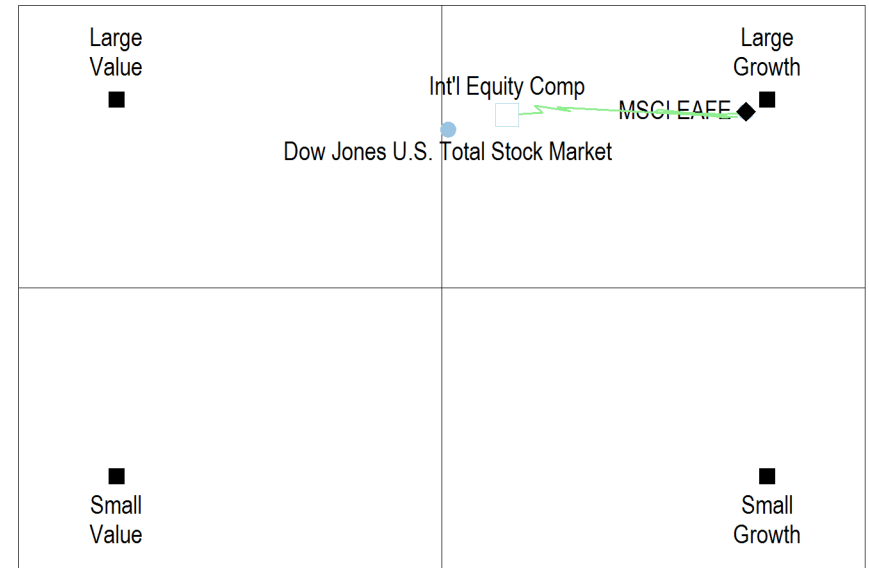 Large
Value
Large
Growth
Int'l Equity Comp
MSCI EAFE
Dow Jones U.S. Total Stock Market
Small
Value
Small
Growth